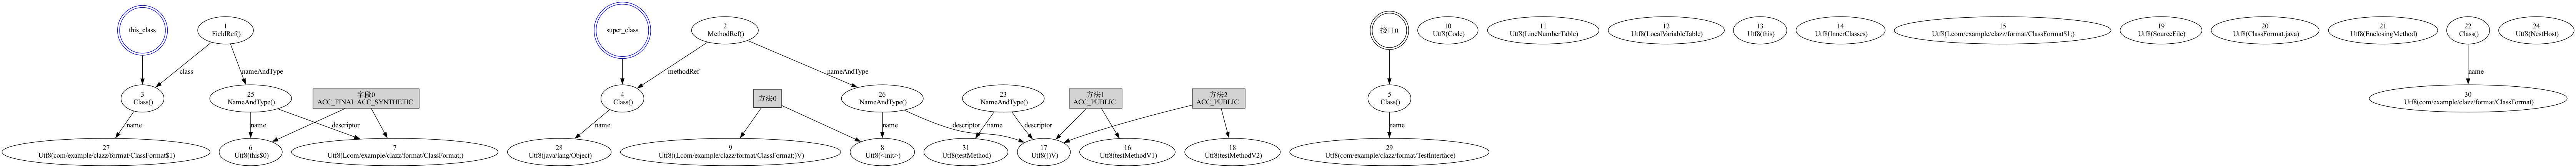 this_class
1
FieldRef()
super_class
2
MethodRef()
接口0
10
Utf8(Code)
11
Utf8(LineNumberTable)
12
Utf8(LocalVariableTable)
13
Utf8(this)
14
Utf8(InnerClasses)
15
Utf8(Lcom/example/clazz/format/ClassFormat$1;)
19
Utf8(SourceFile)
20
Utf8(ClassFormat.java)
21
Utf8(EnclosingMethod)
22
Class()
24
Utf8(NestHost)
class
nameAndType
methodRef
nameAndType
name
3
Class()
25
NameAndType()
字段0
ACC_FINAL ACC_SYNTHETIC
4
Class()
方法0
26
NameAndType()
23
NameAndType()
方法1
ACC_PUBLIC
方法2
ACC_PUBLIC
5
Class()
30
Utf8(com/example/clazz/format/ClassFormat)
name
name
descriptor
name
name
descriptor
name
descriptor
name
27
Utf8(com/example/clazz/format/ClassFormat$1)
6
Utf8(this$0)
7
Utf8(Lcom/example/clazz/format/ClassFormat;)
28
Utf8(java/lang/Object)
9
Utf8((Lcom/example/clazz/format/ClassFormat;)V)
8
Utf8(<init>)
31
Utf8(testMethod)
17
Utf8(()V)
16
Utf8(testMethodV1)
18
Utf8(testMethodV2)
29
Utf8(com/example/clazz/format/TestInterface)